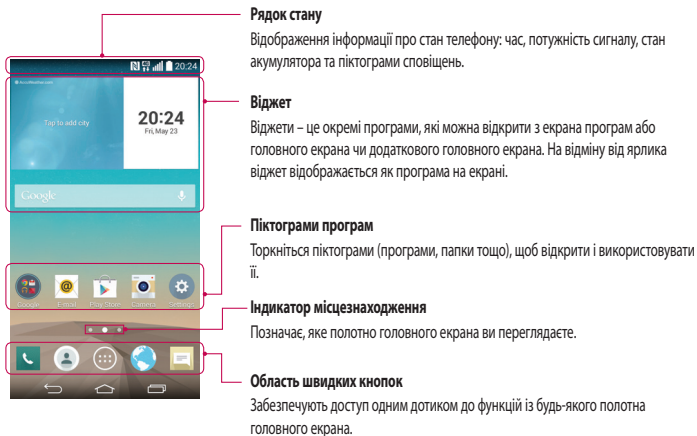 Рядок стану
Відображення інформації про стан телефону: час, потужність сигналу, стан
акумулятора та піктограми сповіщень.
20:24
AccuWeather.com
Tap to add city
20:24
Fri, May 23
Google
Віджет
Віджети – це окремі програми, які можна відкрити з екрана програм або
головного екрана чи додаткового головного екрана. На відміну від ярлика
віджет відображається як програма на екрані.
Піктограми програм
Торкніться піктограми (програми, папки тощо), щоб відкрити і використовувати
її.
Google Email Play Store Camera Settings
Індикатор місцезнаходження
Позначає, яке полотно головного екрана ви переглядаєте.
Область швидких кнопок
Забезпечують доступ одним дотиком до функцій із будь-якого полотна
головного екрана.